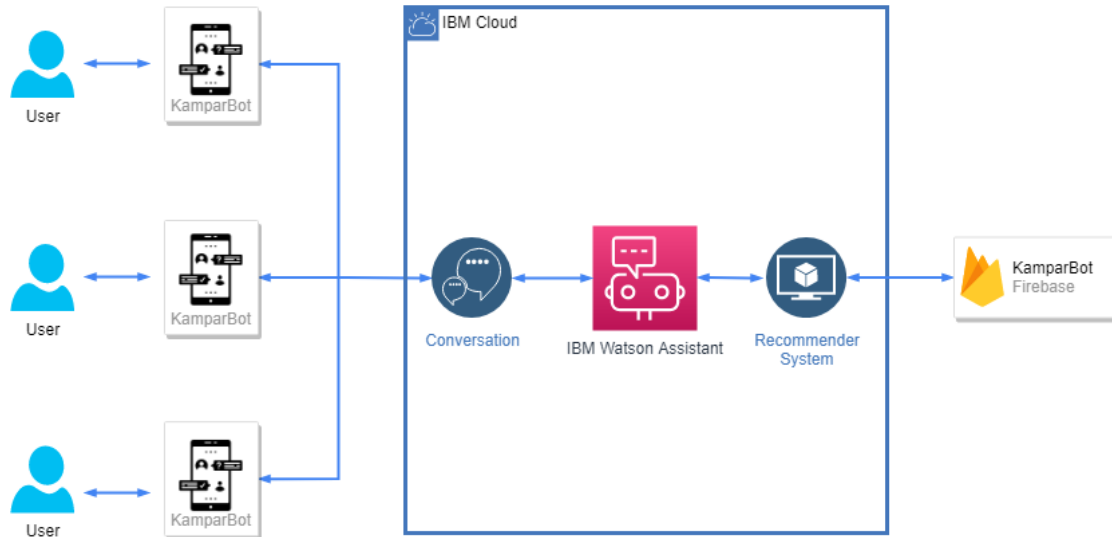 IBM Cloud
KamparBot
User
KamparBot
User
KamparBot
User
Conversation
IBM Watson Assistant
Recommender
System
KamparBot
Firebase